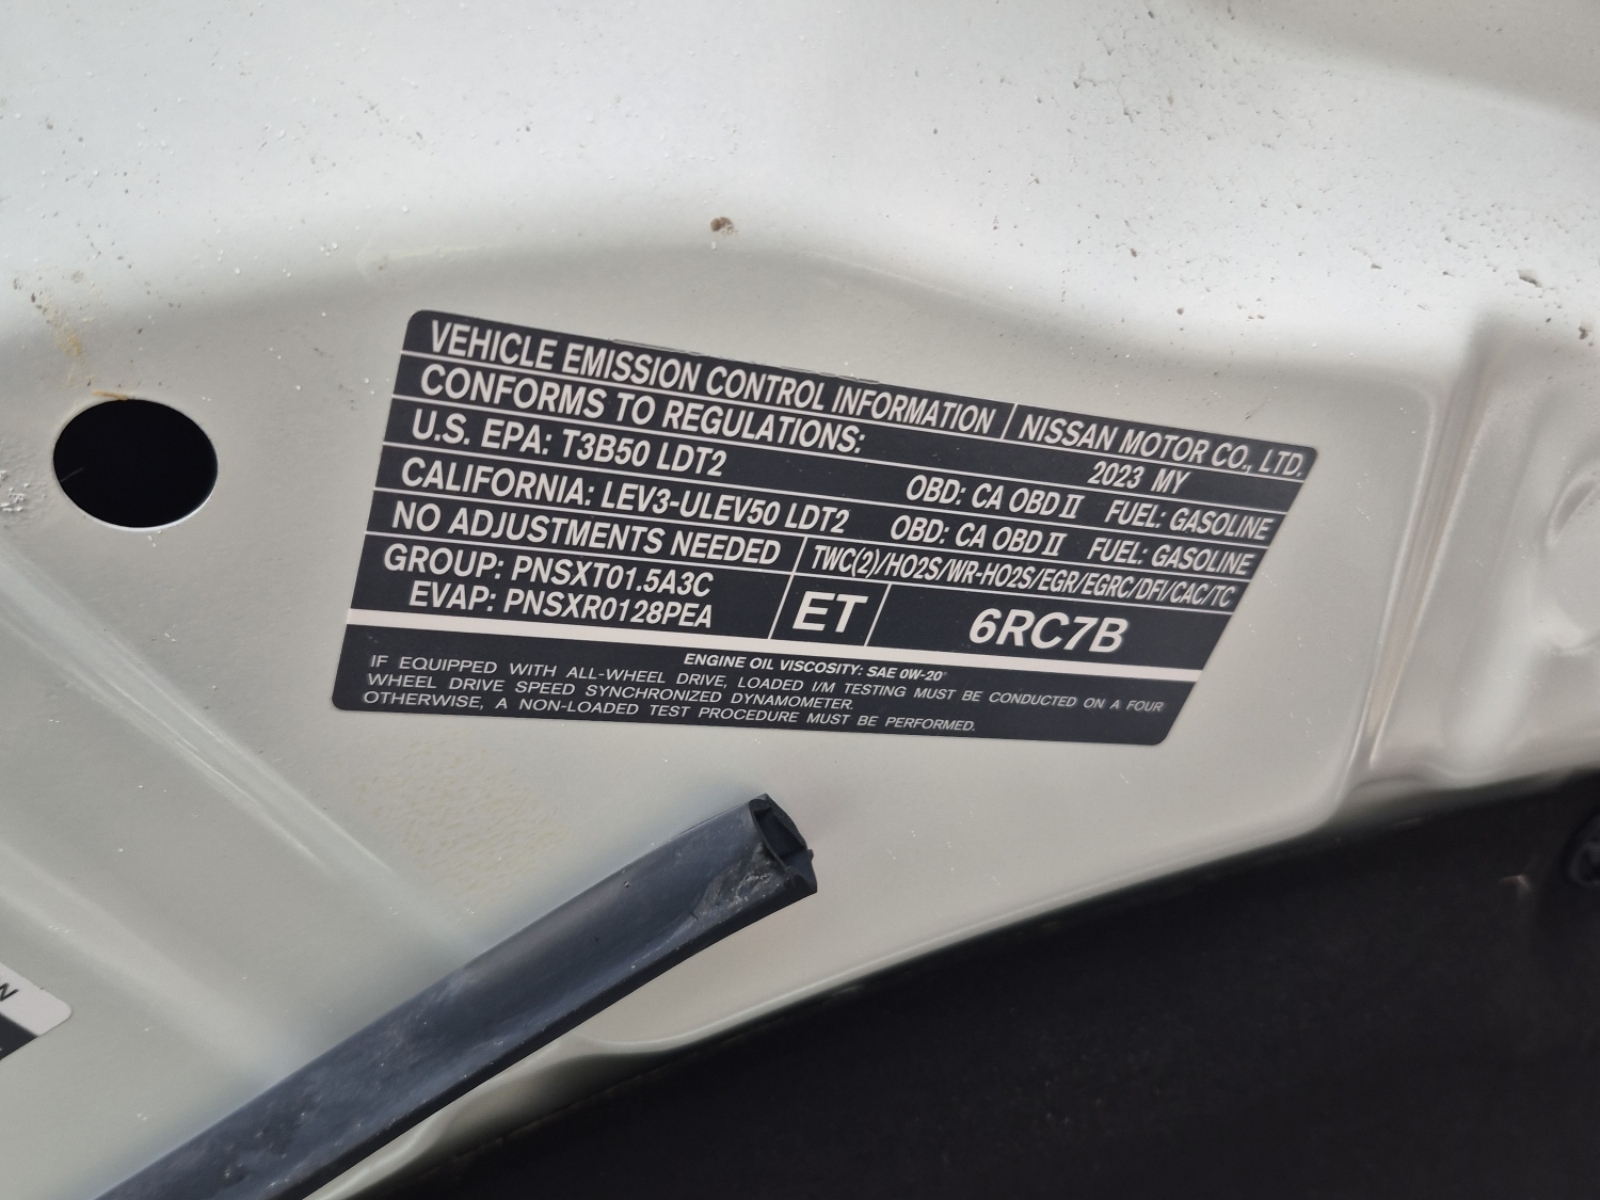 VEHICLE EMISSION CONTROL INFORMATION NISSAN MOTOR CO., LTD.
CONFORMS TO REGULATIONS: 2023 MY
U.S. EPA: T3B50 LDT2 OBD: CA OBD II FUEL: GASOLINE
CALIFORNIA: LEV3-ULEV50 LDT2 OBD: CA OBD II FUEL: GASOLINE
NO ADJUSTMENTS NEEDED TWC(2)/HO2S/WR-HO2S/EGR/EGRC/DFI/CAC/TC
GROUP: PNSXT01.5A3C
EVAP: PNSXR0128PEA ET 6RC7B
ENGINE OIL VISCOSITY: SAE 0W-20
IF EQUIPPED WITH ALL-WHEEL DRIVE, LOADED I/M TESTING MUST BE CONDUCTED ON A FOUR
WHEEL DRIVE SPEED SYNCHRONIZED DYNAMOMETER.
OTHERWISE, A NON-LOADED TEST PROCEDURE MUST BE PERFORMED.